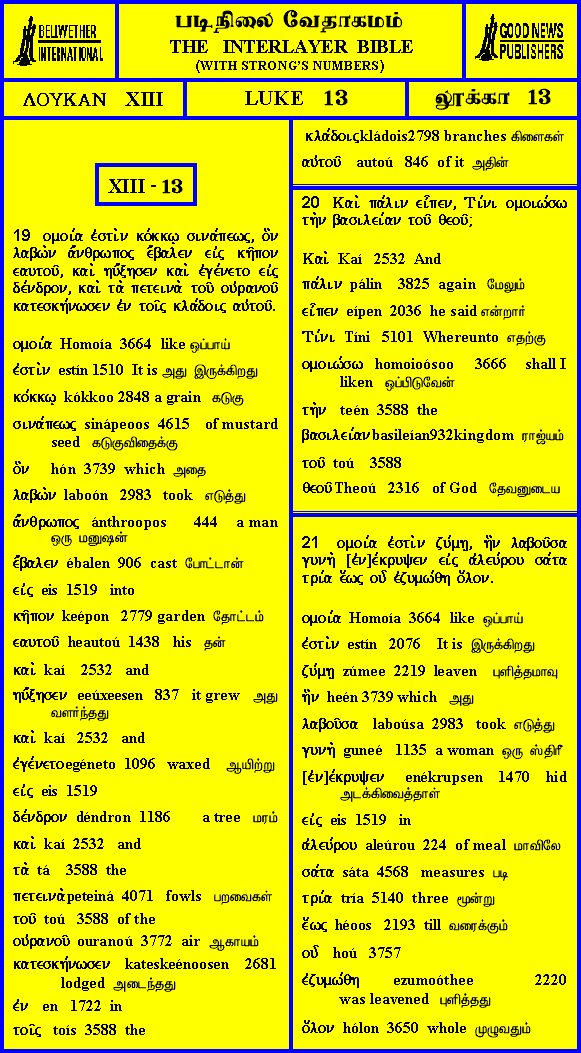 BELLWETHER
INTERNATIONAL
படிநிலை வேதாகமம்
THE INTERLAYER BIBLE
(WITH STRONG'S NUMBERS)
GOOD NEWS
PUBLISHERS
ΛΟΥΚΑΝ XIII
LUKE 13
லூக்கா 13
XIII - 13
19 ομοία ἐστὶν κόκκῳ σινάπεως, ὃν
λαβὼν ἄνθρωπος ἔβαλεν εἰς κῆπον
εαυτοῦ, καὶ ηὔξησεν καὶ ἐγένετο εἰς
δένδρον, καὶ τὰ πετεινὰ τοῦ οὐρανοῦ
κατεσκήνωσεν ἐν τοῖς κλάδοις αὐτοῦ.
ομοία Homoía 3664 like ஒப்பாய்
ἐστὶν estín 1510 It is அது இருக்கிறது
κόκκῳ kókkoo 2848 a grain கடுகு
σινάπεως sinápeoos 4615 of mustard
seed கடுகுவிதைக்கு
ὃν hón 3739 which அதை
λαβὼν laboón 2983 took எடுத்து
ἄνθρωπος ánthroopos 444 a man
ஒரு மனுஷன்
ἔβαλεν ébalen 906 cast போட்டான்
εἰς eis 1519 into
κῆπον keépon 2779 garden தோட்டம்
εαυτοῦ heautoú 1438 his தன்
καὶ kaí 2532 and
ηὔξησεν eeúxeesen 837 it grew அது
வளர்ந்தது
καὶ kaí 2532 and
ἐγένετο egéneto 1096 waxed ஆயிற்று
εἰς eis 1519
δένδρον déndron 1186 a tree மரம்
καὶ kaí 2532 and
τὰ tá 3588 the
πετεινὰ peteiná 4071 fowls பறவைகள்
τοῦ toú 3588 of the
οὐρανοῦ ouranoú 3772 air ஆகாயம்
κατεσκήνωσεν kateskeénoosen 2681
lodged அடைந்தது
ἐν en 1722 in
τοῖς toís 3588 the
κλάδοις kládois 2798 branches கிளைகள்
αὐτοῦ autoú 846 of it அதின்
20 Καὶ πάλιν εἶπεν, Τίνι ομοιώσω
τὴν βασιλείαν τοῦ θεοῦ;
Καὶ Kaí 2532 And
πάλιν pálin 3825 again மேலும்
εἶπεν eípen 2036 he said என்றார்
Τίνι Tíni 5101 Whereunto எதற்கு
ομοιώσω homoioósoo 3666 shall I
liken ஒப்பிடுவேன்
τὴν teén 3588 the
βασιλείαν basileían 932 kingdom ராஜ்யம்
τοῦ toú 3588
θεοῦ Theoú 2316 of God தேவனுடைய
21 ομοία ἐστὶν ζύμῃ, ἣν λαβοῦσα
γυνὴ [ἐν]έκρυψεν εἰς ἀλεύρου σάτα
τρία ἕως οὗ ἐζυμώθη ὅλον.
ομοία Homoía 3664 like ஒப்பாய்
ἐστὶν estín 2076 It is இருக்கிறது
ζύμῃ zúmee 2219 leaven புளித்தமாவு
ἣν heén 3739 which அது
λαβοῦσα laboúsa 2983 took எடுத்து
γυνὴ guneé 1135 a woman ஒரு ஸ்திரீ
[ἐν]έκρυψεν enékrupsen 1470 hid
அடக்கிவைத்தாள்
εἰς eis 1519 in
ἀλεύρου aleúrou 224 of meal மாவிலே
σάτα sáta 4568 measures படி
τρία tría 5140 three மூன்று
ἕως héoos 2193 till வரைக்கும்
οὗ hoú 3757
ἐζυμώθη ezumoóthee 2220
was leavened புளித்தது
ὅλον hólon 3650 whole முழுவதும்